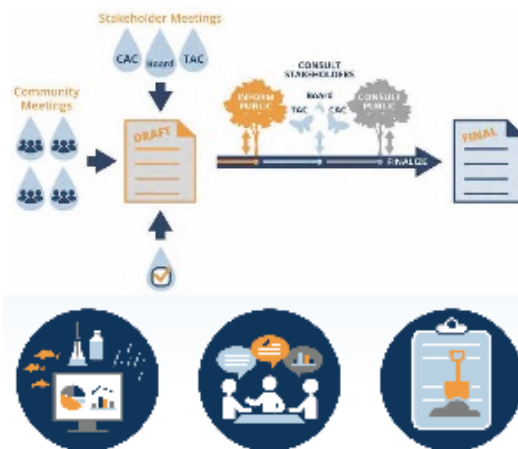 Stakeholder Meetings
CAC
Board
TAC
Community
Meetings
DRAFT
INFORM
PUBLIC
CONSULT
STAKEHOLDERS
Board
TAC
CAC
CONSULT
PUBLIC
FINALIZE
FINAL